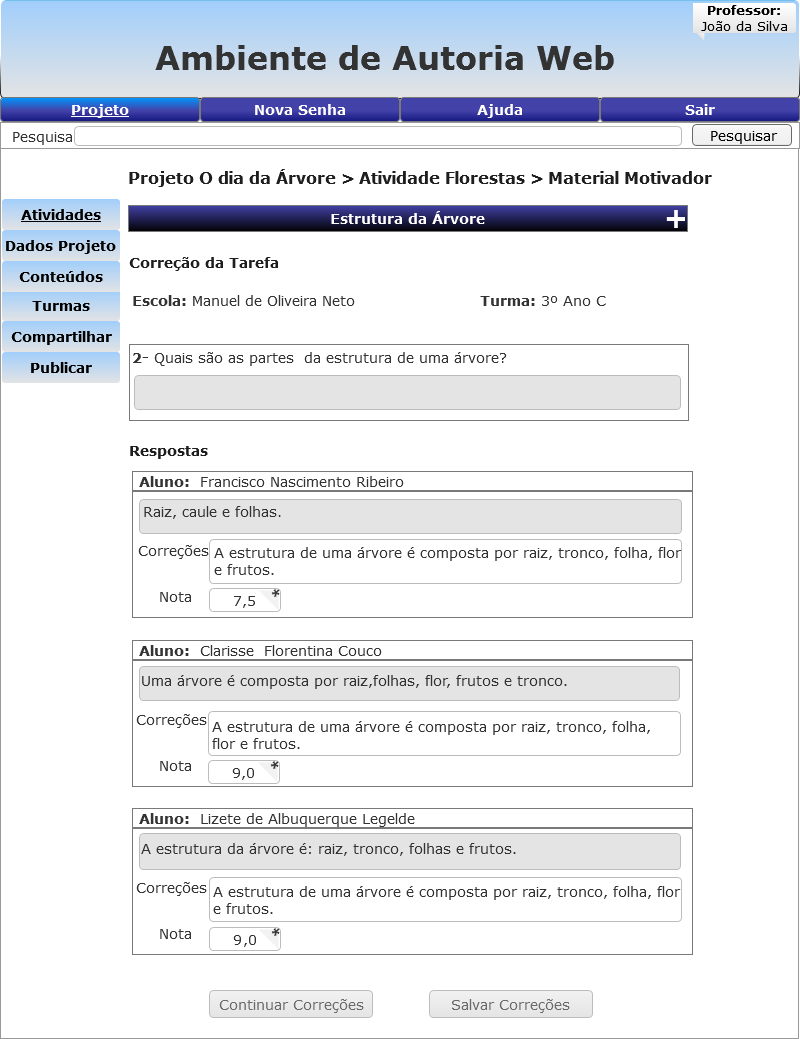 Professor:
João da Silva
Ambiente de Autoria Web
Projeto Nova Senha Ajuda Sair
Pesquisa Pesquisar
Projeto O dia da Árvore > Atividade Florestas > Material Motivador
Atividades
Dados Projeto
Conteúdos
Turmas
Compartilhar
Publicar
Estrutura da Árvore +
Correção da Tarefa
Escola: Manuel de Oliveira Neto Turma: 3º Ano C
2- Quais são as partes  da estrutura de uma árvore?
Respostas
Aluno: Francisco Nascimento Ribeiro
Raiz, caule e folhas.
Correções A estrutura de uma árvore é composta por raiz, tronco, folha, flor
e frutos.
Nota 7,5 *
Aluno: Clarisse  Florentina Couco
Uma árvore é composta por raiz,folhas, flor, frutos e tronco.
Correções A estrutura de uma árvore é composta por raiz, tronco, folha,
flor e frutos.
Nota 9,0 *
Aluno: Lizete de Albuquerque Legelde
A estrutura da árvore é: raiz, tronco, folhas e frutos.
Correções A estrutura de uma árvore é composta por raiz, tronco, folha, flor
e frutos.
Nota 9,0 *
Continuar Correções Salvar Correções